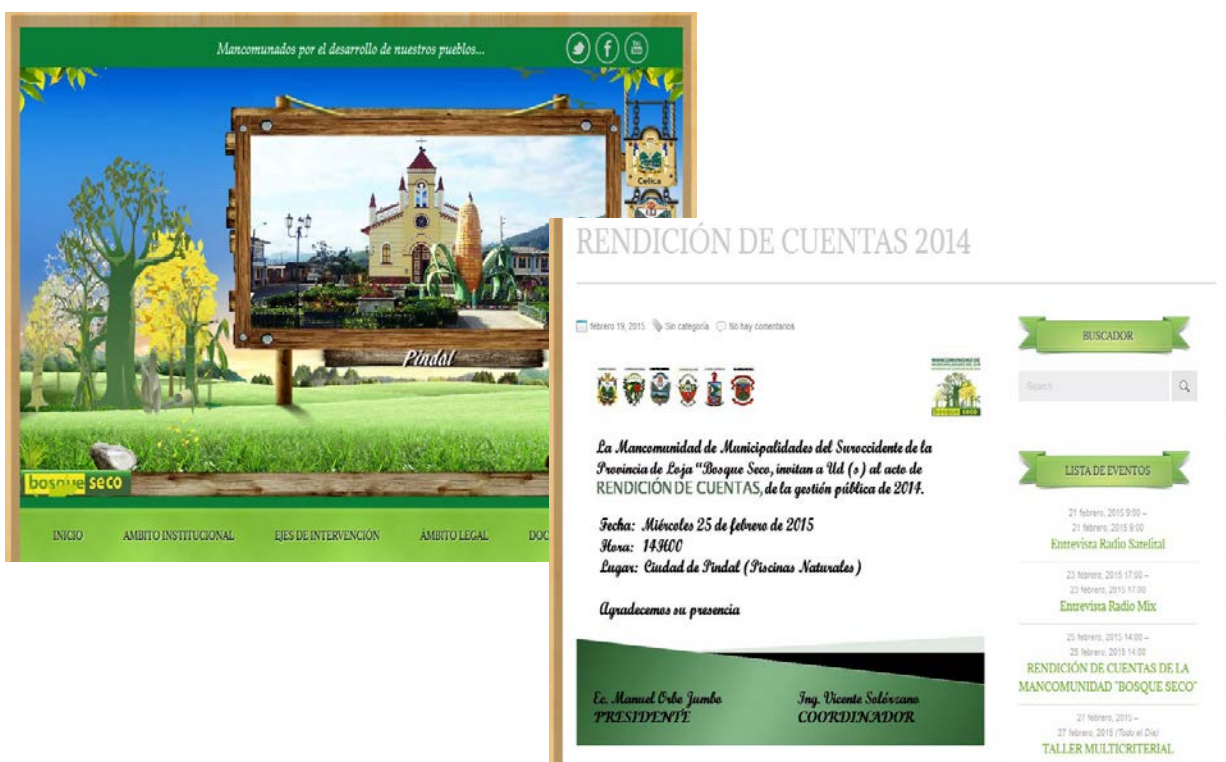 Mancomunados por el desarrollo de nuestros pueblos...
You
Celica
Pindal
bosque seco
INICIO
AMBITO INSTITUCIONAL
EJES DE INTERVENCIÓN
ÁMBITO LEGAL
DOC
RENDICIÓN DE CUENTAS 2014
febrero 19, 2015
Sin categoría
No hay comentarios
MANCOMUNIDAD DE
bosque seco
La Mancomunidad de Municipalidades del Suroccidente de la
Provincia de Loja “Bosque Seco, invitan a Ud (s) al acto de
RENDICIÓN DE CUENTAS, de la gestión pública de 2014.
Fecha: Miércoles 25 de febrero de 2015
Hora: 14H00
Lugar: Ciudad de Pindal (Piscinas Naturales)
Agradecemos su presencia
Ec. Manuel Orbe Jumbo
PRESIDENTE
Ing. Vicente Solórzano
COORDINADOR
BUSCADOR
Search
LISTA DE EVENTOS
21 febrero, 2015 9:00 –
21 febrero, 2015 9:00
Entrevista Radio Satelital
23 febrero, 2015 17:00 –
23 febrero, 2015 17:00
Entrevista Radio Mix
25 febrero, 2015 14:00 –
25 febrero, 2015 14:00
RENDICIÓN DE CUENTAS DE LA
MANCOMUNIDAD "BOSQUE SECO"
27 febrero, 2015 –
27 febrero, 2015 (Todo el Día)
TALLER MULTICRITERIAL